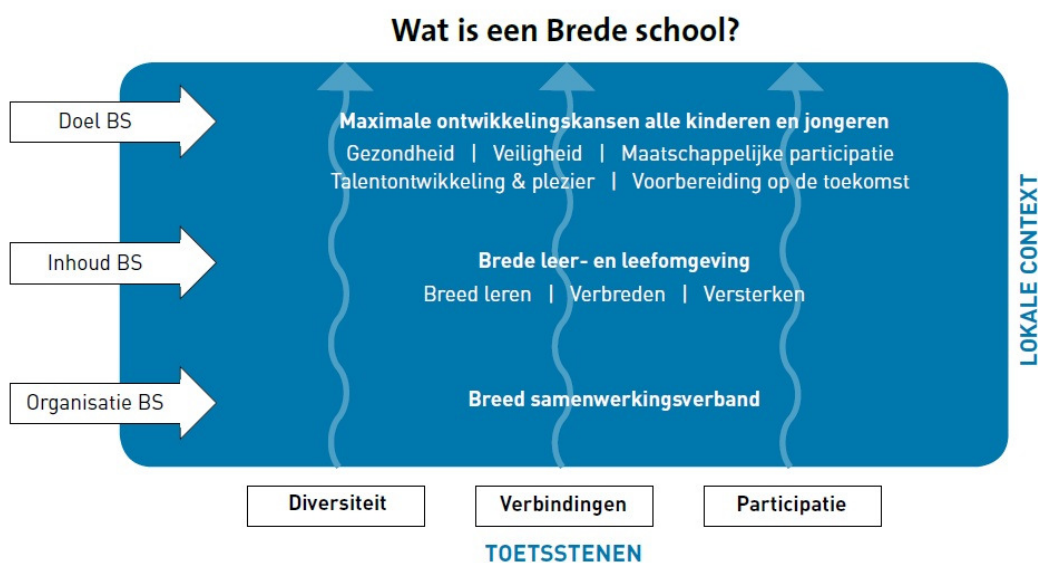 Wat is een Brede school?
Doel BS
Maximale ontwikkelingskansen alle kinderen en jongeren
Gezondheid | Veiligheid | Maatschappelijke participatie
Talentontwikkeling & plezier | Voorbereiding op de toekomst
Inhoud BS
Brede leer- en leefomgeving
Breed leren | Verbreden | Versterken
Organisatie BS
Breed samenwerkingsverband
LOKALE CONTEXT
Diversiteit
Verbindingen
Participatie
TOETSSTENEN